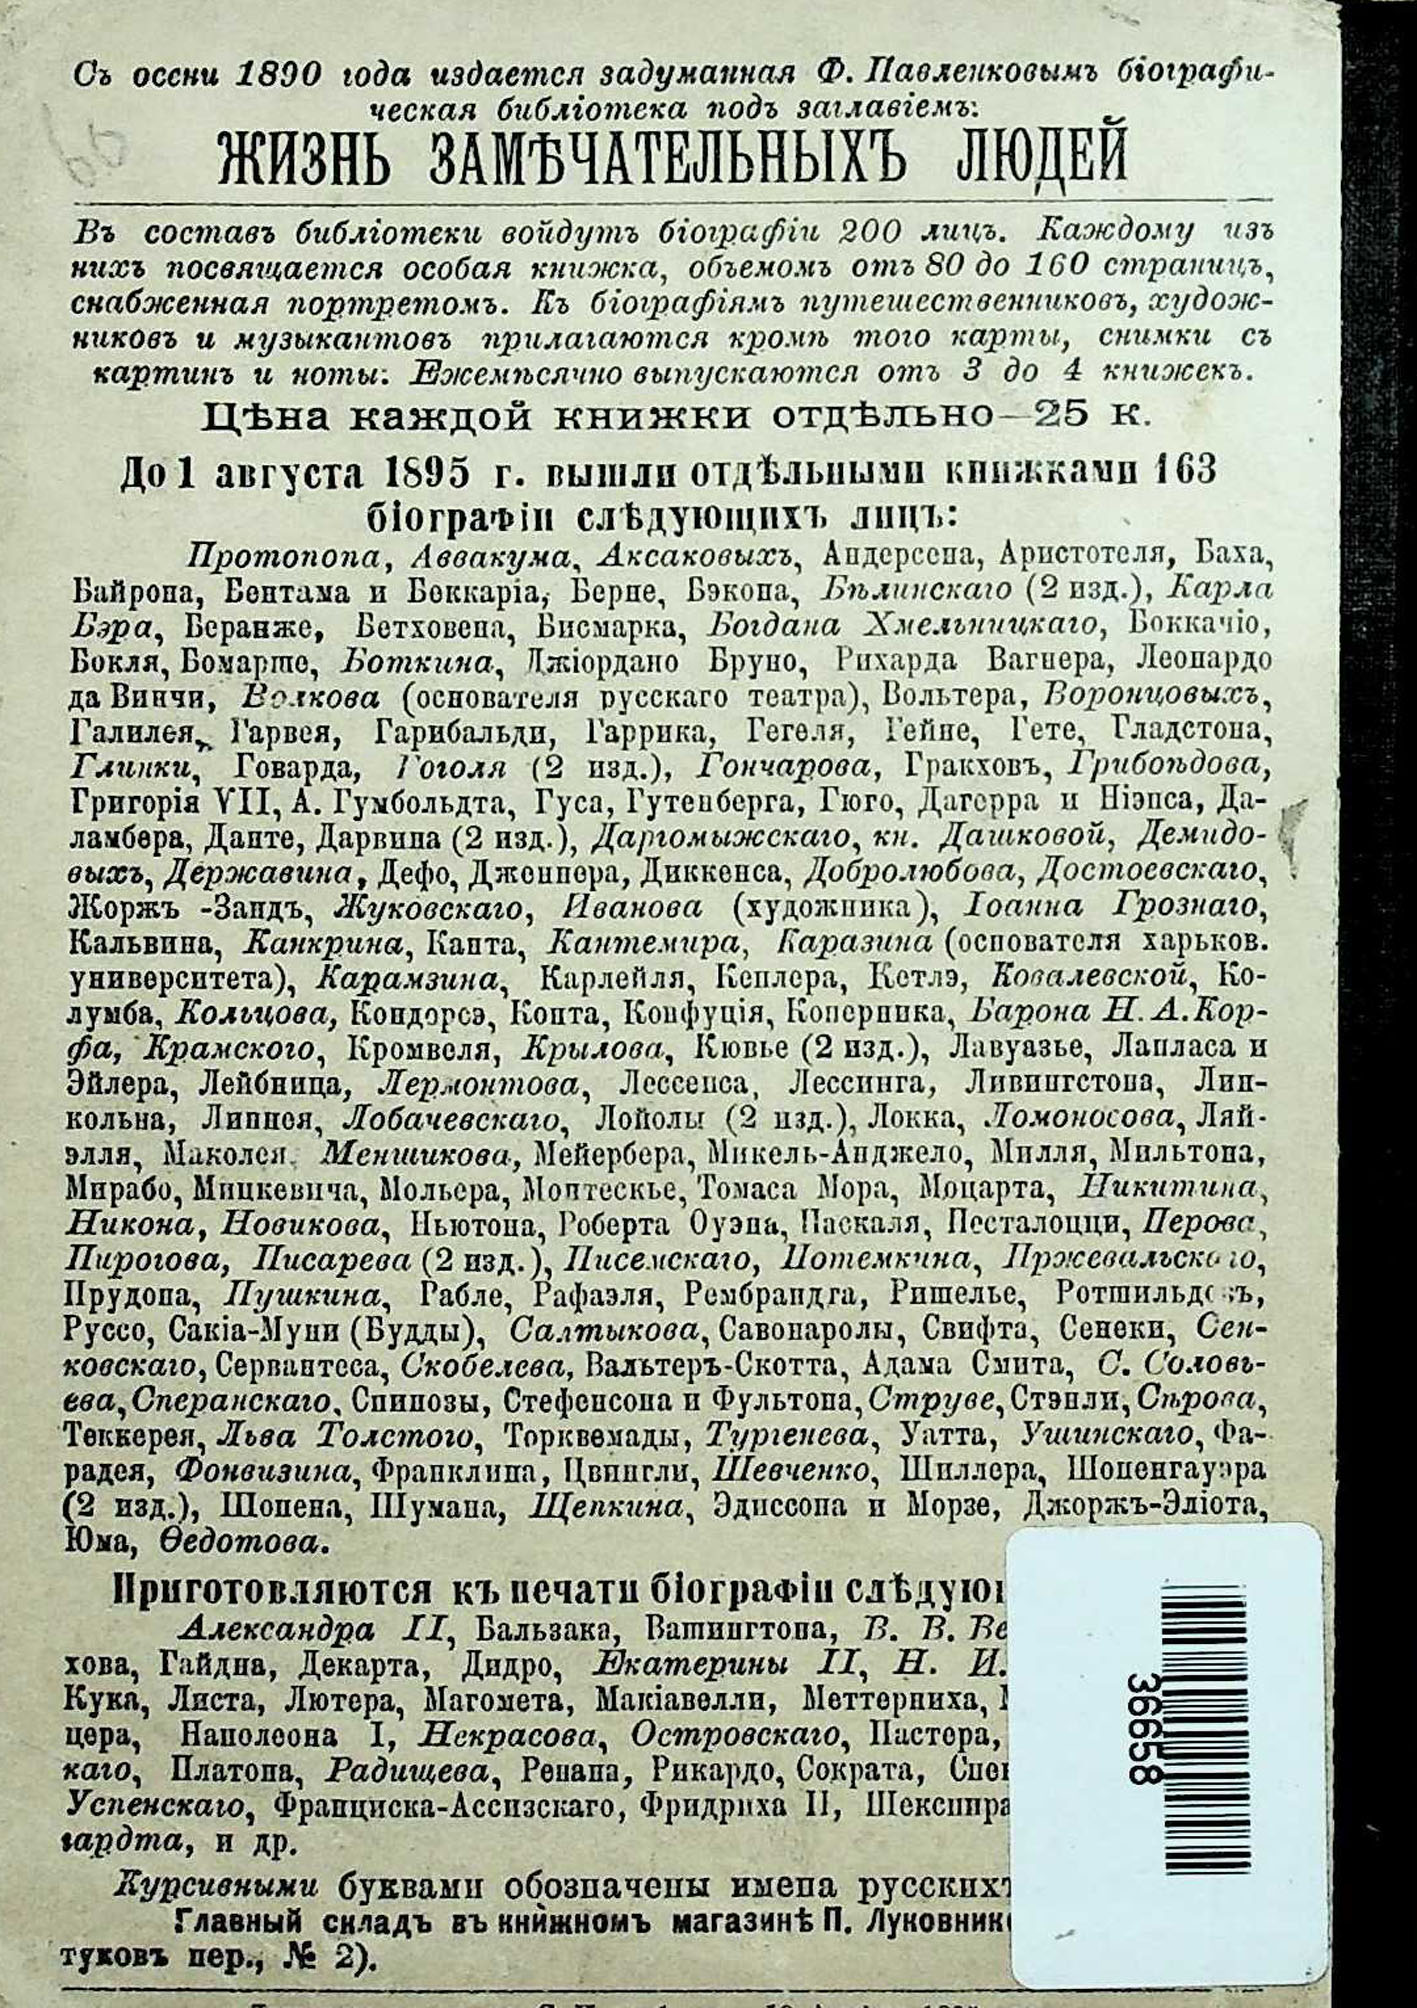 Съ осени 1890 года издается задуманная Ф. Павленковымъ біографи-
ческая библіотека подъ заглавіемъ:
ЖИЗНЬ ЗАМѢЧАТЕЛЬНЫХЪ ЛЮДЕЙ
Въ составъ библіотеки войдутъ біографіи 200 лицъ. Каждому изъ
нихъ посвящается особая книжка, объемомъ отъ 80 до 160 страницъ,
снабженная портретомъ. Къ біографіямъ путешественниковъ, худож-
никовъ и музыкантовъ прилагаются кромѣ того карты, снимки съ
картинъ и ноты. Ежемѣсячно выпускаются отъ 3 до 4 книжекъ.
Цѣна каждой книжки отдѣльно—25 к.
До 1 августа 1895 г. вышли отдѣльными книжками 163
біографіи слѣдующихъ лицъ:
Протопопа, Аввакума, Аксаковыхъ, Андерсена, Аристотеля, Баха,
Байрона, Бентама и Беккаріа, Берне, Бэкона, Бѣлинскаго (2 изд.), Карла
Бэра, Беранже, Бетховена, Бисмарка, Богдана Хмельницкаго, Боккачіо,
Бокля, Бомарше, Боткина, Джіордано Бруно, Рихарда Вагнера, Леонардо
да Винчи, Волкова (основателя русскаго театра), Вольтера, Воронцовыхъ,
Галилея, Гарвея, Гарибальди, Гаррика, Гегеля, Гейне, Гете, Гладстона,
Глинки, Говарда, Гоголя (2 изд.), Гончарова, Гракховъ, Грибоѣдова,
Григорія VII, А. Гумбольдта, Гуса, Гутенберга, Гюго, Дагерра и Ніэпса, Да-
ламбера, Данте, Дарвина (2 изд.), Даргомыжскаго, кн. Дашковой, Демидо-
выхъ, Державина, Дефо, Дженнера, Диккенса, Добролюбова, Достоевскаго,
Жоржъ -Зандъ, Жуковскаго, Иванова (художника), Іоанна Грознаго,
Кальвина, Канкрина, Канта, Кантемира, Каразина (основателя харьков.
университета), Карамзина, Карлейля, Кеплера, Кетлэ, Ковалевской, Ко-
лумба, Кольцова, Кондорсэ, Конта, Конфуція, Коперника, Барона Н. А. Кор-
фа, Крамского, Кромвеля, Крылова, Кювье (2 изд.), Лавуазье, Лапласа и
Эйлера, Лейбница, Лермонтова, Лессепса, Лессинга, Ливингстона, Лин-
кольна, Линнея, Лобачевскаго, Лойолы (2 изд.), Локка, Ломоносова, Ляй-
элля, Маколея, Меншикова, Мейербера, Микель-Анджело, Милля, Мильтона,
Мирабо, Мицкевича, Мольера, Монтескье, Томаса Мора, Моцарта, Никитина,
Никона, Новикова, Ньютона, Роберта Оуэна, Паскаля, Песталоцци, Перова,
Пирогова, Писарева (2 изд.), Писемскаго, Потемкина, Пржевальскаго,
Прудона, Пушкина, Рабле, Рафаэля, Рембрандта, Ришелье, Ротшильдовъ,
Руссо, Сакіа-Муни (Будды), Салтыкова, Савонаролы, Свифта, Сенеки, Сен-
ковскаго, Сервантеса, Скобелева, Вальтеръ-Скотта, Адама Смита, С. Соловь-
ева, Сперанскаго, Спинозы, Стефенсона и Фультона, Струве, Стэнли, Сѣрова,
Теккерея, Льва Толстого, Торквемады, Тургенева, Уатта, Ушинскаго, Фа-
радея, Фонвизина, Франклина, Цвингли, Шевченко, Шиллера, Шопенгауэра
(2 изд.), Шопена, Шумана, Щепкина, Эдиссона и Морзе, Джоржъ-Эліота,
Юма, Ѳедотова.
Приготовляются къ печати біографіи слѣдую
Александра II, Бальзака, Вашингтона, В. В. Ве
хова, Гайдна, Декарта, Дидро, Екатерины II, Н. И.
Кука, Листа, Лютера, Магомета, Макіавелли, Меттерниха,
цера, Наполеона I, Некрасова, Островскаго, Пастера,
каго, Платона, Радищева, Ренана, Рикардо, Сократа, Спе
Успенскаго, Франциска-Ассизскаго, Фридриха II, Шекспира
гардта, и др.
Курсивными буквами обозначены имена русскихъ
Главный складъ въ книжномъ магазинѣ П. Луковник
туковъ пер., № 2).
36658